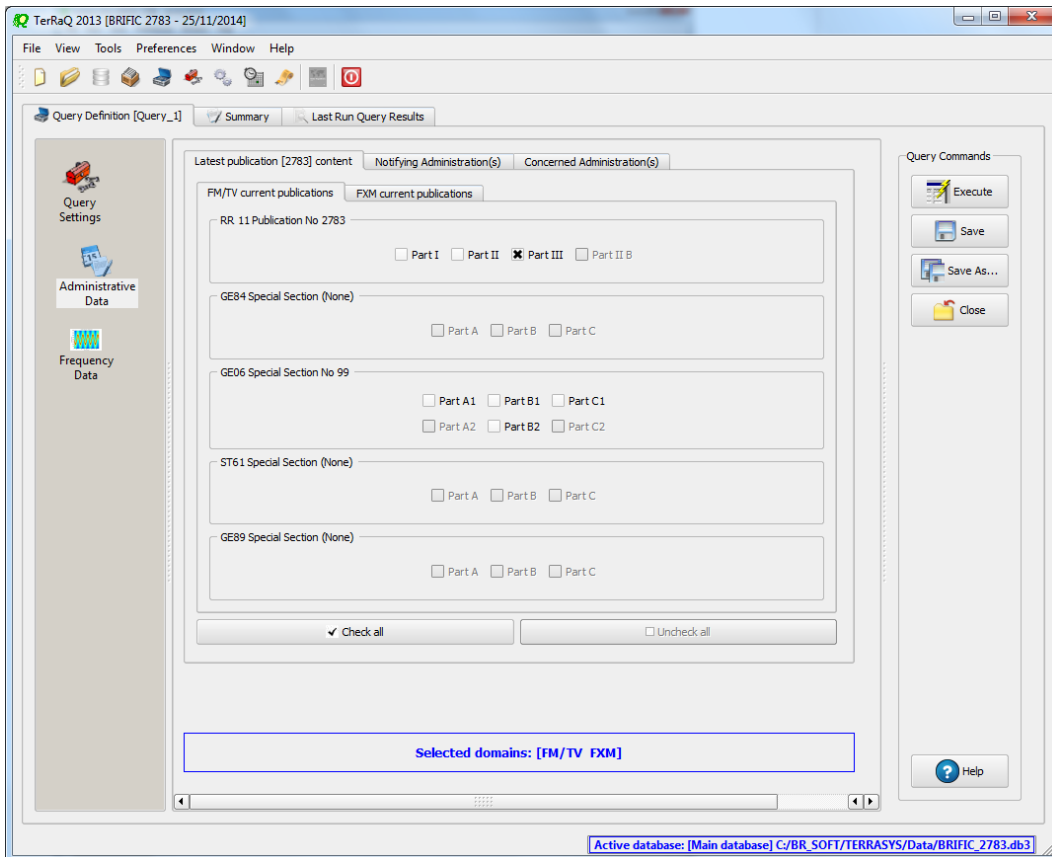 TerRaQ 2013 [BRIFIC 2783 - 25/11/2014]
File View Tools Preferences Window Help
Query Definition [Query_1] Summary Last Run Query Results
Query
Settings
Administrative
Data
Frequency
Data
Latest publication [2783] content Notifying Administration(s) Concerned Administration(s)
FM/TV current publications FXM current publications
RR 11 Publication No 2783
Part I Part II Part III Part II B
GE84 Special Section (None)
Part A Part B Part C
GE06 Special Section No 99
Part A1 Part B1 Part C1
Part A2 Part B2 Part C2
ST61 Special Section (None)
Part A Part B Part C
GE89 Special Section (None)
Part A Part B Part C
Check all Uncheck all
Selected domains: [FM/TV FXM]
Query Commands
Execute
Save
Save As...
Close
Help
Active database: [Main database] C:/BR_SOFT/TERRASYS/Data/BRIFIC_2783.db3